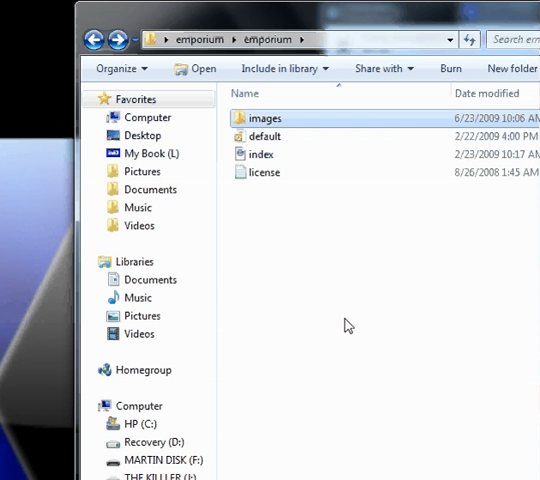 emporium ▸ emporium ▸ Search em
Organize Open Include in library Share with Burn New folder
Name Date modified
images 6/23/2009 10:06 AM
default 2/22/2009 4:00 PM
index 2/23/2009 10:17 AM
license 8/26/2008 1:45 AM
Favorites
Computer
Desktop
My Book (L)
Pictures
Documents
Music
Videos
Libraries
Documents
Music
Pictures
Videos
Homegroup
Computer
HP (C:)
Recovery (D:)
MARTIN DISK (F:)